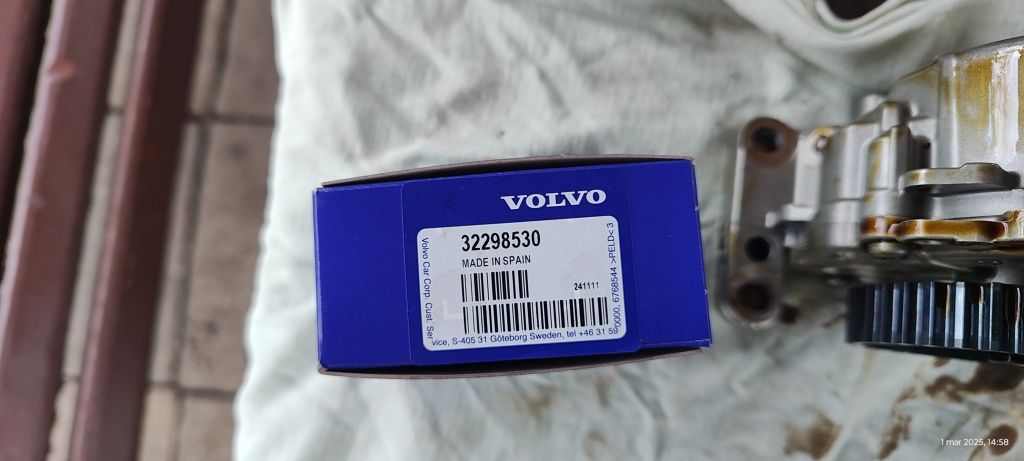 VOLVO
32298530
MADE IN SPAIN
241111
Volvo Car Corp. Cust. Service, S-405 31 Göteborg Sweden, tel +46 31 59
6768544 >PELD< 3
1 mar 2025, 14:58